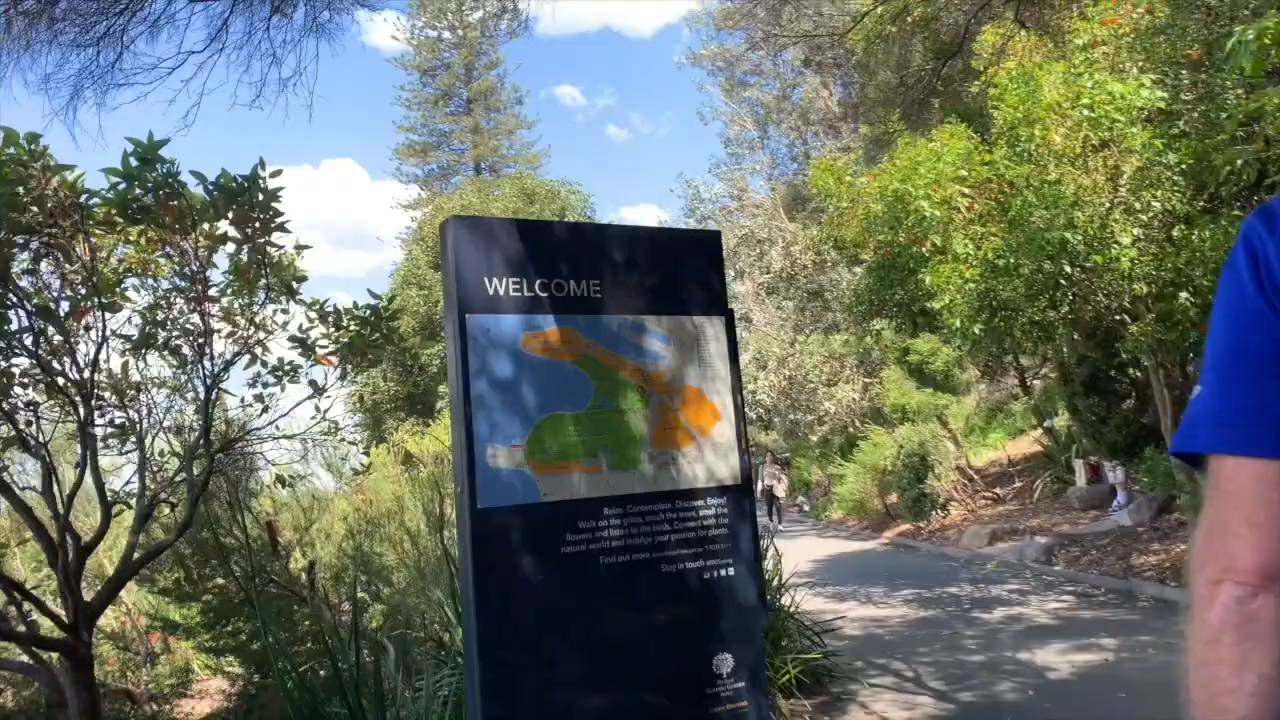 WELCOME
Relax. Contemplate. Discover. Enjoy!
Walk on the grass, touch the trees, smell the
flowers and listen to the birds. Connect with the
natural world and indulge your passion for plants.
Find out more
Stay in touch